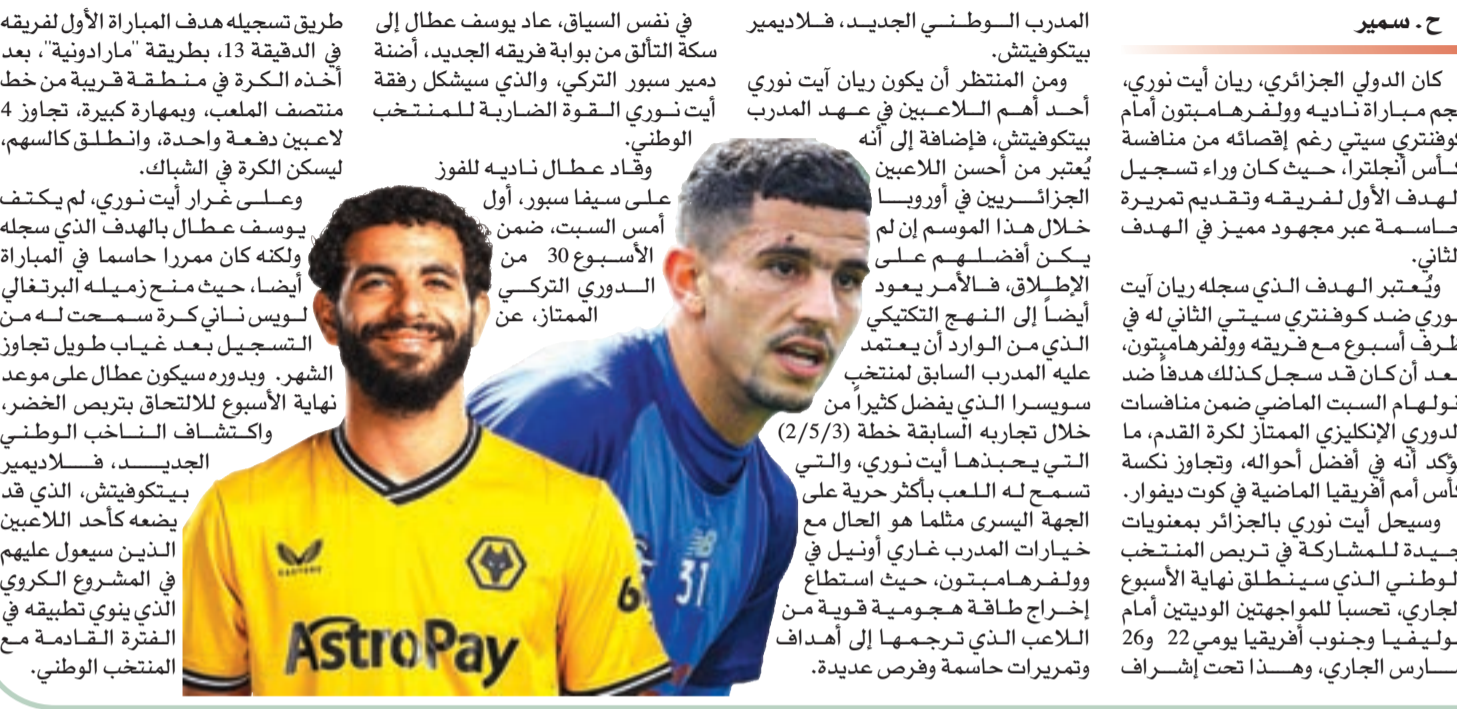 ح. سمير
كان الدولي الجزائري، ريان أيت نوري،
مباراة ناديه وولفرهامبتون أمام
سيتي رغم إقصائه من منافسة
أنجلترا، حيث كان وراء تسجيل
الهدف الأول لفريقه وتقديم تمريرة
حاسمة عبر مجهود مميز في الهدف
الثاني.
ويُعتبر الهدف الذي سجله ريان آيت
نوري ضد كوفنتري سيتي الثاني له في
ظرف أسبوع مع فريقه وولفرهامبتون،
بعد أن كان قد سجل كذلك هدفاً ضد
السبت الماضي ضمن منافسات
الدوري الإنكليزي الممتاز لكرة القدم، ما
أنه في أفضل أحواله، وتجاوز نكسة
كأس أمم أفريقيا الماضية في كوت ديفوار.
وسيحل أيت نوري بالجزائر بمعنويات
جيدة للمشاركة في تربص المنتخب
الوطني الذي سينطلق نهاية الأسبوع
الجاري، تحسبا للمواجهتين الوديتين أمام
وجنوب أفريقيا يومي 22 و26
الجاري، وهذا تحت إشراف
المدرب الوطني الجديد، فلاديمير
بيتكوفيتش.
ومن المنتظر أن يكون ريان آيت نوري
أحد أهم اللاعبين في عهد المدرب
بيتكوفيتش، فإضافة إلى أنه
يُعتبر من أحسن اللاعبين
الجزائريين في أوروبا
خلال هذا الموسم إن لم
يكن أفضلهم على
الإطلاق، فالأمر يعود
أيضاً إلى النهج التكتيكي
الذي من الوارد أن يعتمد
عليه المدرب السابق لمنتخب
سويسرا الذي يفضل كثيراً من
خلال تجاربه السابقة خطة (2/5/3)
التي يحبذها أيت نوري، والتي
تسمح له اللعب بأكثر حرية على
الجهة اليسرى مثلما هو الحال مع
خيارات المدرب غاري أونيل في
وولفرهامبتون، حيث استطاع
إخراج طاقة هجومية قوية من
اللاعب الذي ترجمها إلى أهداف
وتمريرات حاسمة وفرص عديدة.
في نفس السياق، عاد يوسف عطال إلى
سكة التألق من بوابة فريقه الجديد، أضنة
دمير سبور التركي، والذي سيشكل رفقة
أيت نوري القوة الضاربة للمنتخب
الوطني.
وقاد عطال ناديه للفوز
على سيفا سبور، أول
أمس السبت، ضمن
الأسبوع 30 من
الدوري التركي
الممتاز، عن
طريق تسجيله هدف المباراة الأول لفريقه
في الدقيقة 13، بطريقة "مارادونية"، بعد
أخذه الكرة في منطقة قريبة من خط
منتصف الملعب، وبمهارة كبيرة، تجاوز 4
لاعبين دفعة واحدة، وانطلق كالسهم،
ليسكن الكرة في الشباك.
وعلى غرار أيت نوري، لم يكتف
يوسف عطال بالهدف الذي سجله
ولكنه كان ممررا حاسما في المباراة
أيضا، حيث منح زميله البرتغالي
لويس ناني كرة سمحت له من
التسجيل بعد غياب طويل تجاوز
الشهر. وبدوره سيكون عطال على موعد
نهاية الأسبوع للالتحاق بتربص الخضر،
واكتشاف الناخب الوطني
الجديد، فلاديمير
بيتكوفيتش، الذي قد
يضعه كأحد اللاعبين
الذين سيعول عليهم
في المشروع الكروي
الذي ينوي تطبيقه في
الفترة القادمة مع
المنتخب الوطني.
31
AstroPay